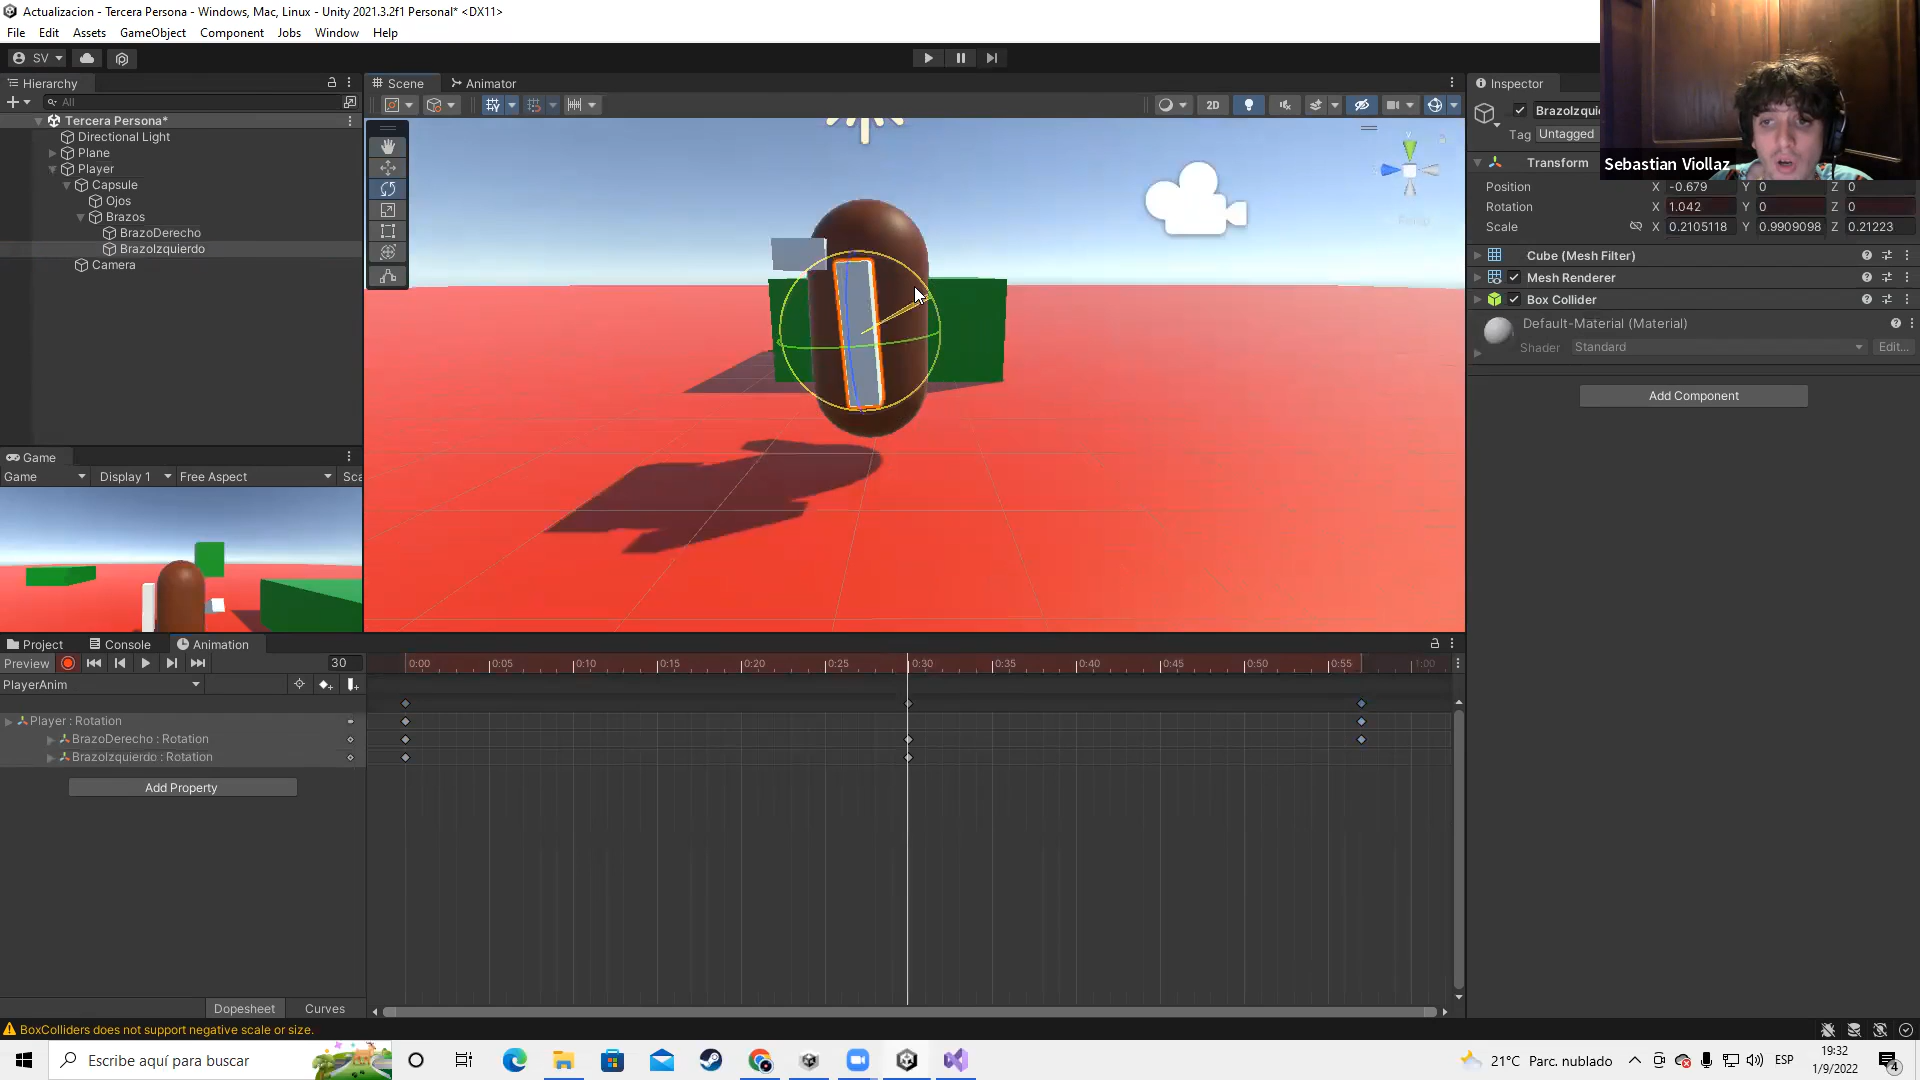 Actualizacion - Tercera Persona - Windows, Mac, Linux - Unity 2021.3.2f1 Personal* <DX11>
File Edit Assets GameObject Component Jobs Window Help
SV
Hierarchy
All
Tercera Persona*
Directional Light
Plane
Player
Capsule
Ojos
Brazos
BrazoDerecho
BrazoIzquierdo
Camera
Scene Animator
2D
Persp
Inspector
BrazoIzqui
Tag Untagged
Sebastian Viollaz
Transform
Position X -0.679 Y 0 Z 0
Rotation X 1.042 Y 0 Z 0
Scale X 0.2105118 Y 0.9909098 Z 0.21223
Cube (Mesh Filter)
Mesh Renderer
Box Collider
Default-Material (Material)
Shader Standard Edit...
Add Component
Game
Game Display 1 Free Aspect Sca
Project Console Animation
Preview 30
0:00 0:05 0:10 0:15 0:20 0:25 0:30 0:35 0:40 0:45 0:50 0:55 1:00
PlayerAnim
Player : Rotation
BrazoDerecho : Rotation
BrazoIzquierdo : Rotation
Add Property
Dopesheet Curves
BoxColliders does not support negative scale or size.
Escribe aquí para buscar
21°C Parc. nublado
ESP
19:32
1/9/2022
4